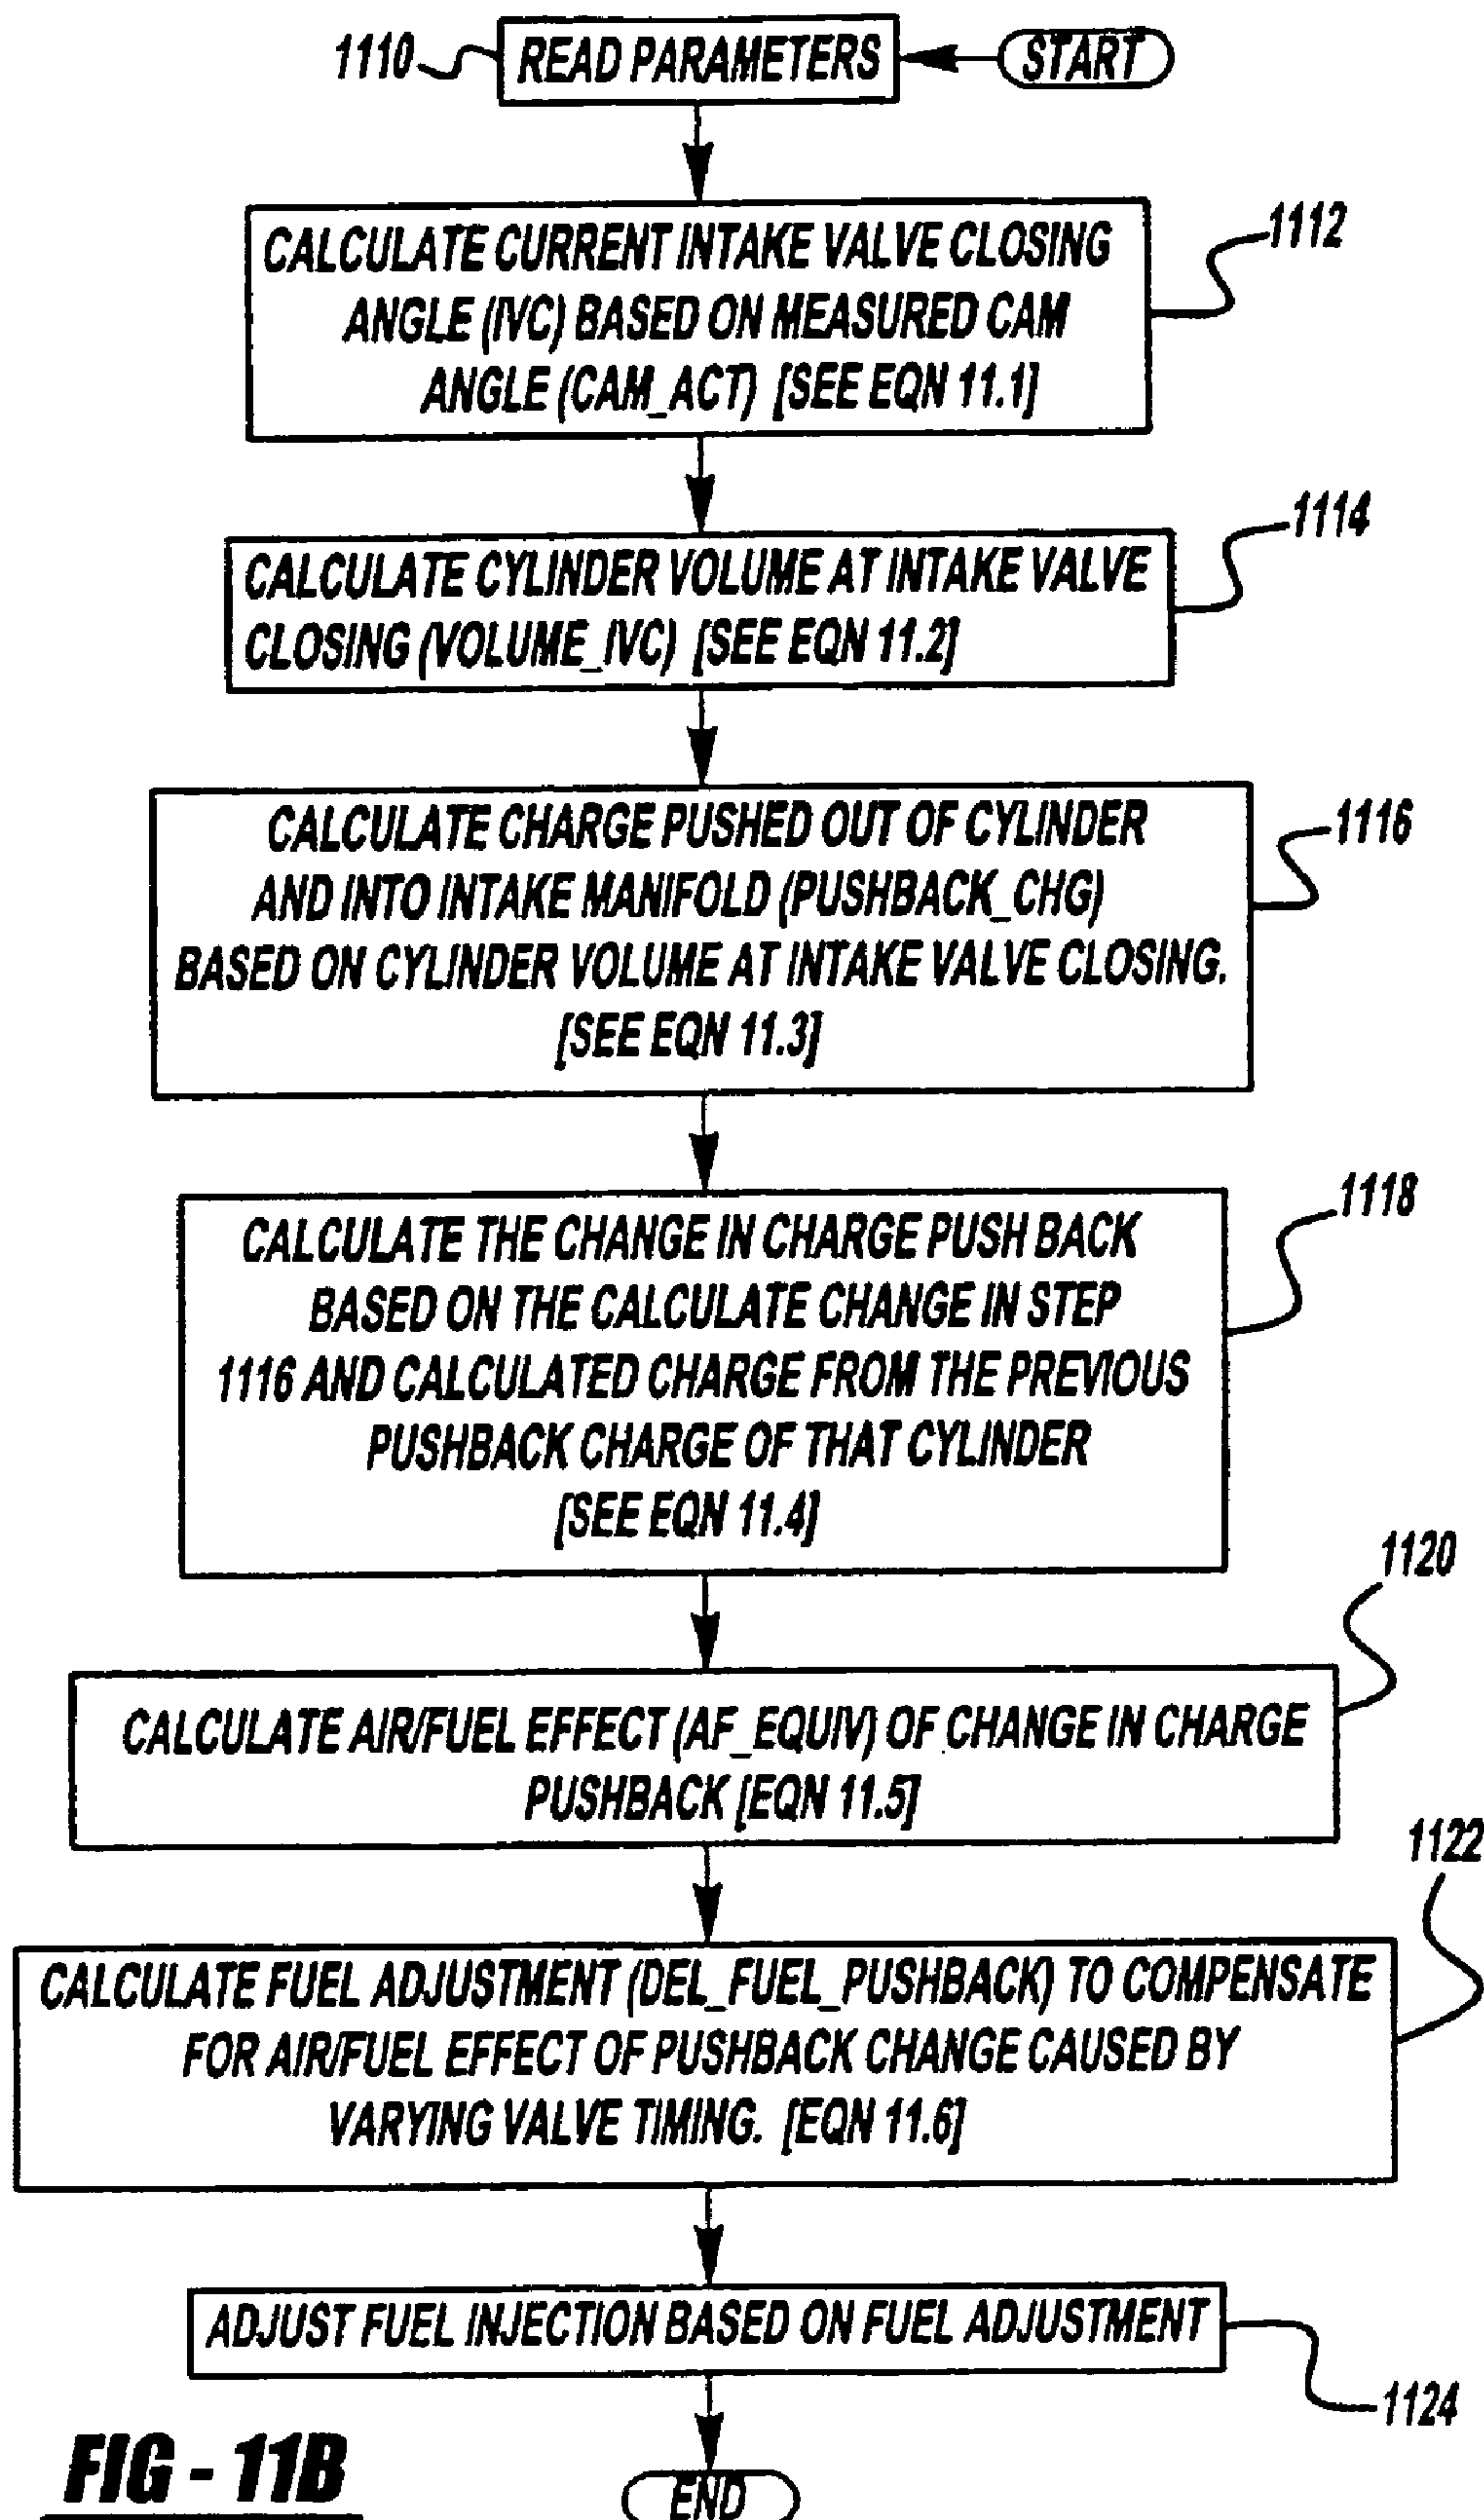 1110
READ PARAMETERS
START
CALCULATE CURRENT INTAKE VALVE CLOSING
ANGLE (IVC) BASED ON MEASURED CAM
ANGLE (CAM_ACT) [SEE EQN 11.1]
1112
CALCULATE CYLINDER VOLUME AT INTAKE VALVE
CLOSING (VOLUME_IVC) [SEE EQN 11.2]
1114
CALCULATE CHARGE PUSHED OUT OF CYLINDER
AND INTO INTAKE MANIFOLD (PUSHBACK_CHG)
BASED ON CYLINDER VOLUME AT INTAKE VALVE CLOSING.
[SEE EQN 11.3]
1116
CALCULATE THE CHANGE IN CHARGE PUSH BACK
BASED ON THE CALCULATE CHANGE IN STEP
1116 AND CALCULATED CHARGE FROM THE PREVIOUS
PUSHBACK CHARGE OF THAT CYLINDER
[SEE EQN 11.4]
1118
CALCULATE AIR/FUEL EFFECT (AF_EQUIV) OF CHANGE IN CHARGE
PUSHBACK [EQN 11.5]
1120
CALCULATE FUEL ADJUSTMENT (DEL_FUEL_PUSHBACK) TO COMPENSATE
FOR AIR/FUEL EFFECT OF PUSHBACK CHANGE CAUSED BY
VARYING VALVE TIMING. [EQN 11.6]
1122
ADJUST FUEL INJECTION BASED ON FUEL ADJUSTMENT
1124
END
FIG - 11B